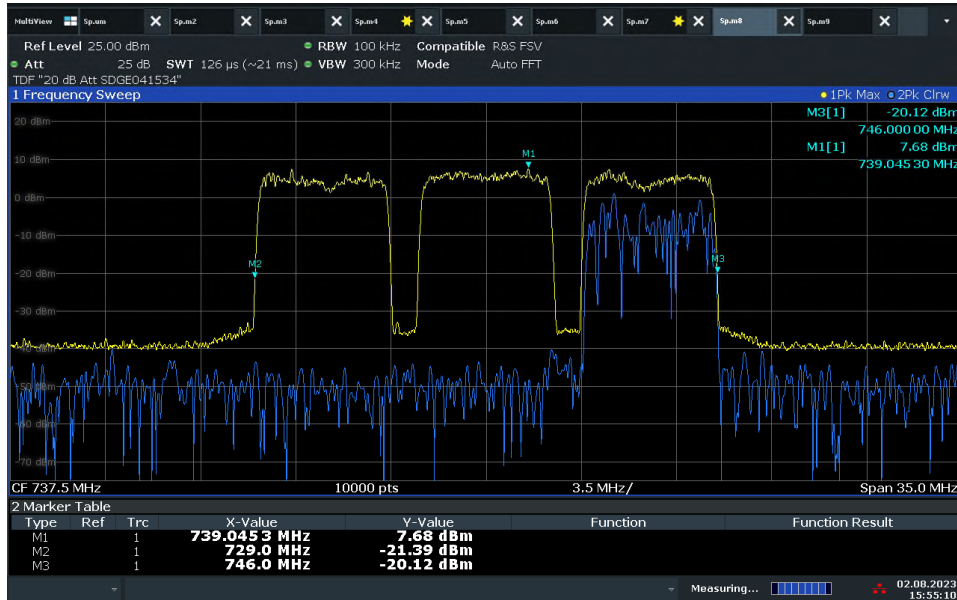 MultiView Sp.um Sp.m2 Sp.m3 Sp.m4 Sp.m5 Sp.m6 Sp.m7 Sp.m8 Sp.m9
Ref Level 25.00 dBm RBW 100 kHz Compatible R&S FSV
Att 25 dB SWT 126 µs (~21 ms) VBW 300 kHz Mode Auto FFT
TDF "20 dB Att SDGE041534"
1 Frequency Sweep 1Pk Max 2Pk Clrw
M3[1] -20.12 dBm
746.000 00 MHz
M1[1] 7.68 dBm
739.045 30 MHz
20 dBm
10 dBm
M1
0 dBm
-10 dBm
M2
M3
-20 dBm
-30 dBm
-40 dBm
-50 dBm
-60 dBm
-70 dBm
CF 737.5 MHz 10000 pts 3.5 MHz/ Span 35.0 MHz
2 Marker Table
Type Ref Trc X-Value Y-Value Function Function Result
M1 1 739.045 3 MHz 7.68 dBm
M2 1 729.0 MHz -21.39 dBm
M3 1 746.0 MHz -20.12 dBm
Measuring... 02.08.2023
15:55:10